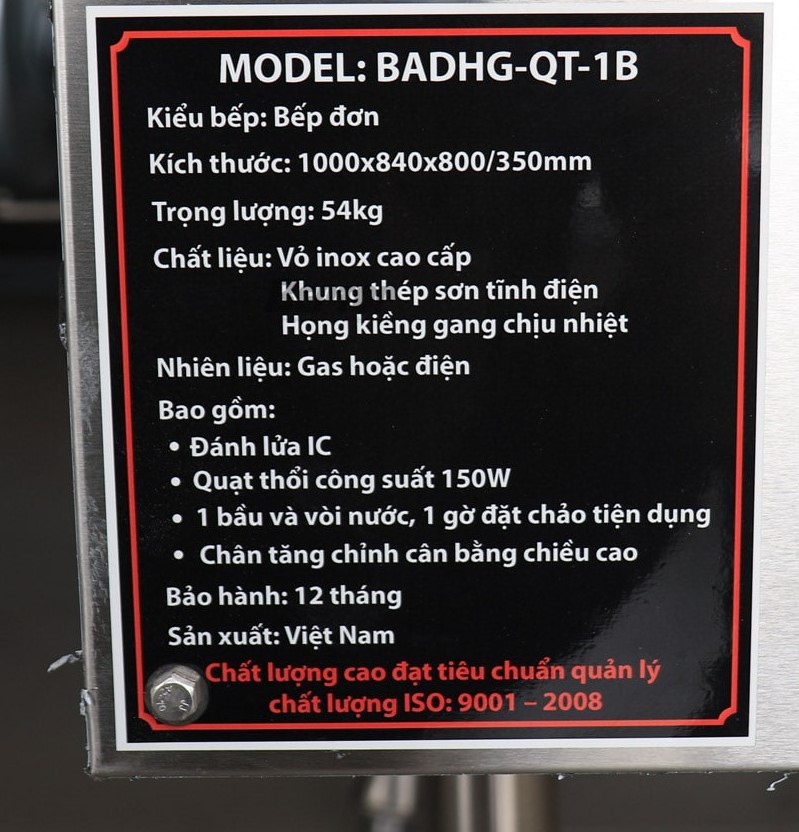 MODEL: BADHG-QT-1B
Kiểu bếp: Bếp đơn
Kích thước: 1000x840x800/350mm
Trọng lượng: 54kg
Chất liệu: Vỏ inox cao cấp
Khung thép sơn tĩnh điện
Họng kiềng gang chịu nhiệt
Nhiên liệu: Gas hoặc điện
Bao gồm:
• Đánh lửa IC
• Quạt thổi công suất 150W
• 1 bầu và vòi nước, 1 gờ đặt chảo tiện dụng
• Chân tăng chỉnh cân bằng chiều cao
Bảo hành: 12 tháng
Sản xuất: Việt Nam
Chất lượng cao đạt tiêu chuẩn quản lý
chất lượng ISO: 9001 – 2008